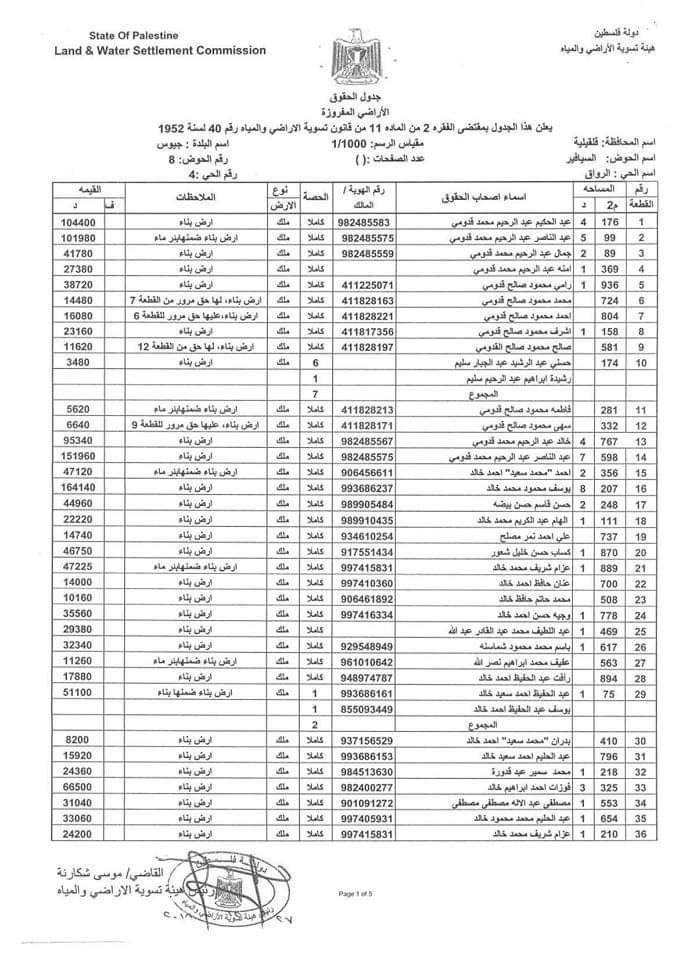 State Of Palestine
Land & Water Settlement Commission
دولة فلسطين
هيئة تسوية الأراضي والمياه
جدول الحقوق
الأراضي المفروزة
يعلن هذا الجدول بمقتضى الفقره 2 من الماده 11 من قانون تسوية الاراضي والمياه رقم 40 لسنة 1952
اسم المحافظة: قلقيلية مقياس الرسم: 1/1000 اسم البلدة : جيوس
اسم الحوض: السيافير عدد الصفحات: ( ) رقم الحوض: 8
اسم الحي : الرواق رقم الحي :4
رقم القطعة المساحه م2 د اسماء اصحاب الحقوق رقم الهوية / المالك الحصة نوع الارض الملاحظات القيمه ف د
1 176 4 عبد الحكيم عبد الرحيم محمد قدومي 982485583 كاملا ملك ارض بناء 104400
2 99 5 عبد الناصر عبد الرحيم محمد قدومي 982485575 كاملا ملك ارض بناء ضمنهابئر ماء 101980
3 89 2 جمال عبد الرحيم محمد قدومي 982485559 كاملا ملك ارض بناء 41780
4 369 1 امنه عبد الرحيم محمد قدومي كاملا ملك ارض بناء 27380
5 936 1 رامي محمود صالح قدومي 411225071 كاملا ملك ارض بناء 38720
6 724 محمد محمود صالح قدومي 411828163 كاملا ملك ارض بناء، لها حق مرور من القطعة 7 14480
7 804 احمد محمود صالح قدومي 411828221 كاملا ملك ارض بناء،عليها حق مرور للقطعة 6 16080
8 158 1 اشرف محمود صالح قدومي 411817356 كاملا ملك ارض بناء 23160
9 581 صالح محمود صالح القدومي 411828197 كاملا ملك ارض بناء، لها حق من القطعة 12 11620
10 174 حسني عبد الرشيد عبد الجبار سليم 6 ملك ارض بناء 3480
رشيدة ابراهيم عبد الرحيم سليم 1
المجموع 7
11 281 فاطمه محمود صالح قدومي 411828213 كاملا ملك ارض بناء ضمنهابئر ماء 5620
12 332 سهى محمود صالح قدومي 411828171 كاملا ملك ارض بناء، عليها حق مرور للقطعة 9 6640
13 767 4 خالد عبد الرحيم محمد قدومي 982485567 كاملا ملك ارض بناء 95340
14 598 7 عبد الناصر عبد الرحيم محمد قدومي 982485575 كاملا ملك ارض بناء 151960
15 356 2 احمد "محمد سعيد" احمد خالد 906456611 كاملا ملك ارض بناء ضمنهابئر ماء 47120
16 207 8 يوسف محمود محمد خالد 993686237 كاملا ملك ارض بناء 164140
17 248 2 حسن قاسم حسن بيضه 989905484 كاملا ملك ارض بناء 44960
18 111 1 الهام عبد الكريم محمد خالد 989910435 كاملا ملك ارض بناء 22220
19 737 علي احمد نمر مصلح 934610254 كاملا ملك ارض بناء 14740
20 870 1 كساب حسن خليل شعور 917551434 كاملا ملك ارض بناء 46750
21 889 1 عزام شريف محمد خالد 997415831 كاملا ملك ارض بناء ضمنهابئر ماء 47225
22 700 عنان حافظ احمد خالد 997410360 كاملا ملك ارض بناء 14000
23 508 محمد حاتم حافظ خالد 906461892 كاملا ملك ارض بناء 10160
24 778 1 وجيه حسن احمد خالد 997416334 كاملا ملك ارض بناء 35560
25 469 1 عبد اللطيف محمد عبد القادر عبد الله كاملا ملك ارض بناء 29380
26 617 1 باسم محمد محمود شماسنه 929548949 كاملا ملك ارض بناء 32340
27 563 عفيف محمد ابراهيم نصر الله 961010642 كاملا ملك ارض بناء ضمنهابئر ماء 11260
28 894 رأفت عبد الحفيظ احمد خالد 948974787 كاملا ملك ارض بناء 17880
29 75 1 عبد الحفيظ احمد سعيد خالد 993686161 1 ملك ارض بناء ضمنها بناء 51100
يوسف عبد الحفيظ احمد خالد 855093449 1
المجموع 2
30 410 بدران "محمد سعيد" احمد خالد 937156529 كاملا ملك ارض بناء 8200
31 796 عبد الحليم احمد سعيد خالد 993686153 كاملا ملك ارض بناء 15920
32 218 1 محمد سمير عبد قدورة 984513630 كاملا ملك ارض بناء 24360
33 325 3 فوزات احمد ابراهيم خالد 982400277 كاملا ملك ارض بناء 66500
34 553 1 مصطفى عبد الاله مصطفى مصطفى 901091272 كاملا ملك ارض بناء 31040
35 654 1 عبد الحليم محمد محمود خالد 997405931 كاملا ملك ارض بناء 33060
36 210 1 عزام شريف محمد خالد 997415831 كاملا ملك ارض بناء 24200
القاضي/ موسى شكارنة
رئيس هيئة تسوية الاراضي والمياه
دولة فلسطين
Page 1 of 5